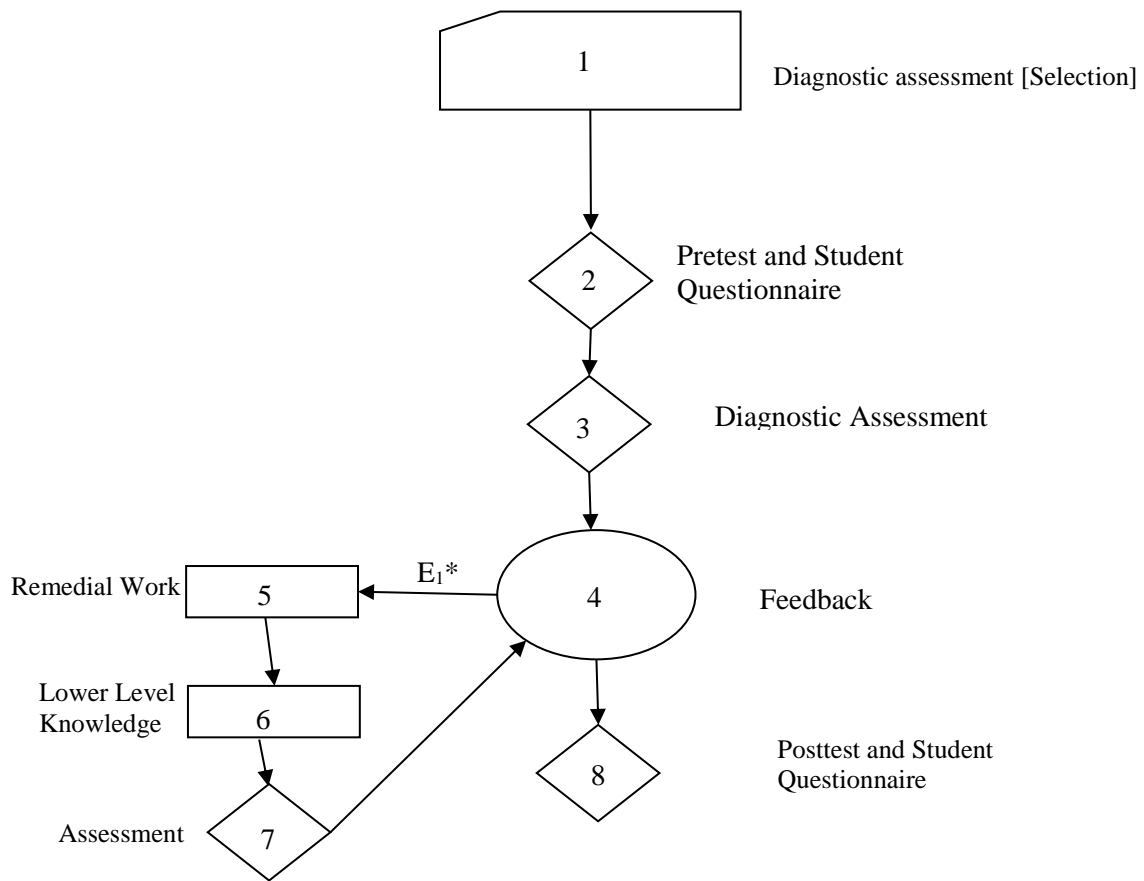 1
Diagnostic assessment [Selection]
2
Pretest and Student
Questionnaire
3
Diagnostic Assessment
E₁*
Remedial Work
5
4
Feedback
Lower Level
Knowledge
6
8
Posttest and Student
Questionnaire
Assessment
7